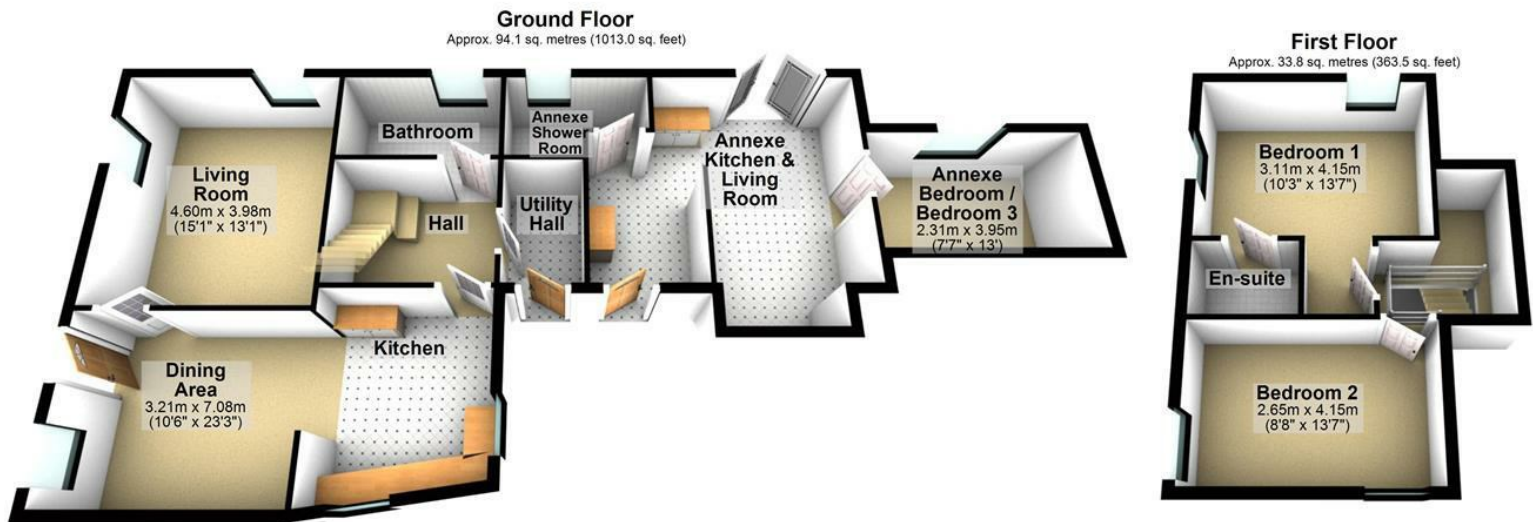 Ground Floor
Approx. 94.1 sq. metres (1013.0 sq. feet)
Living
Room
4.60m x 3.98m
(15'1" x 13'1")
Bathroom
Hall
Annexe
Shower
Room
Utility
Hall
Annexe
Kitchen &
Living
Room
Annexe
Bedroom /
Bedroom 3
2.31m x 3.95m
(7'7" x 13')
Kitchen
Dining
Area
3.21m x 7.08m
(10'6" x 23'3")
First Floor
Approx. 33.8 sq. metres (363.5 sq. feet)
Bedroom 1
3.11m x 4.15m
(10'3" x 13'7")
En-suite
Bedroom 2
2.65m x 4.15m
(8'8" x 13'7")